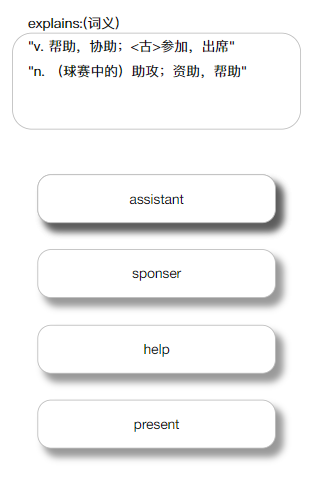 explains:(词义)
"v. 帮助，协助；<古>参加，出席"
"n. （球赛中的）助攻；资助，帮助"
assistant
sponser
help
present